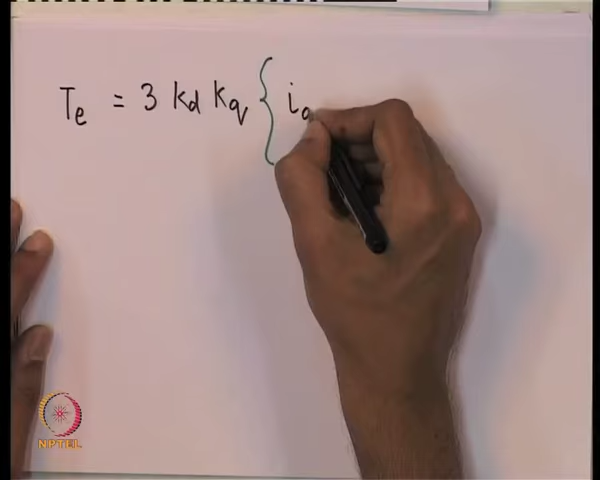 Te = 3 kd kq { i
NPTEL